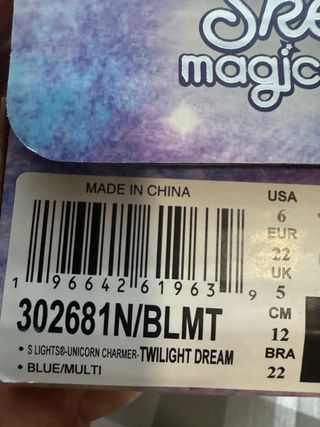 Ske
magic
MADE IN CHINA
1 96642 61963 9
302681N/BLMT
• S LIGHTS®-UNICORN CHARMER-TWILIGHT DREAM
• BLUE/MULTI
USA
6
EUR
22
UK
5
CM
12
BRA
22